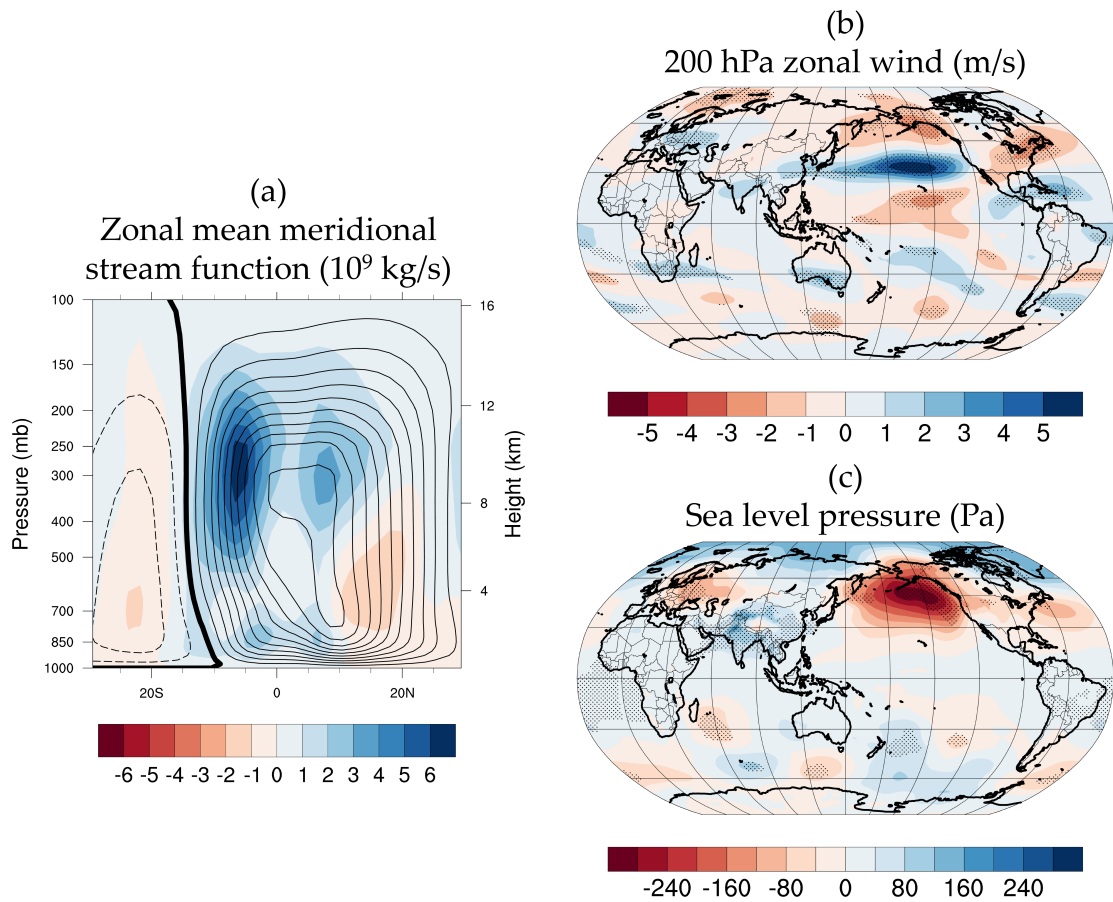 (a)
Zonal mean meridional
stream function (10⁹ kg/s)
Pressure (mb)
100
150
200
250
300
400
500
700
850
1000
16
12
8
4
Height (km)
20S 0 20N
-6 -5 -4 -3 -2 -1 0 1 2 3 4 5 6
(b)
200 hPa zonal wind (m/s)
-5 -4 -3 -2 -1 0 1 2 3 4 5
(c)
Sea level pressure (Pa)
-240 -160 -80 0 80 160 240